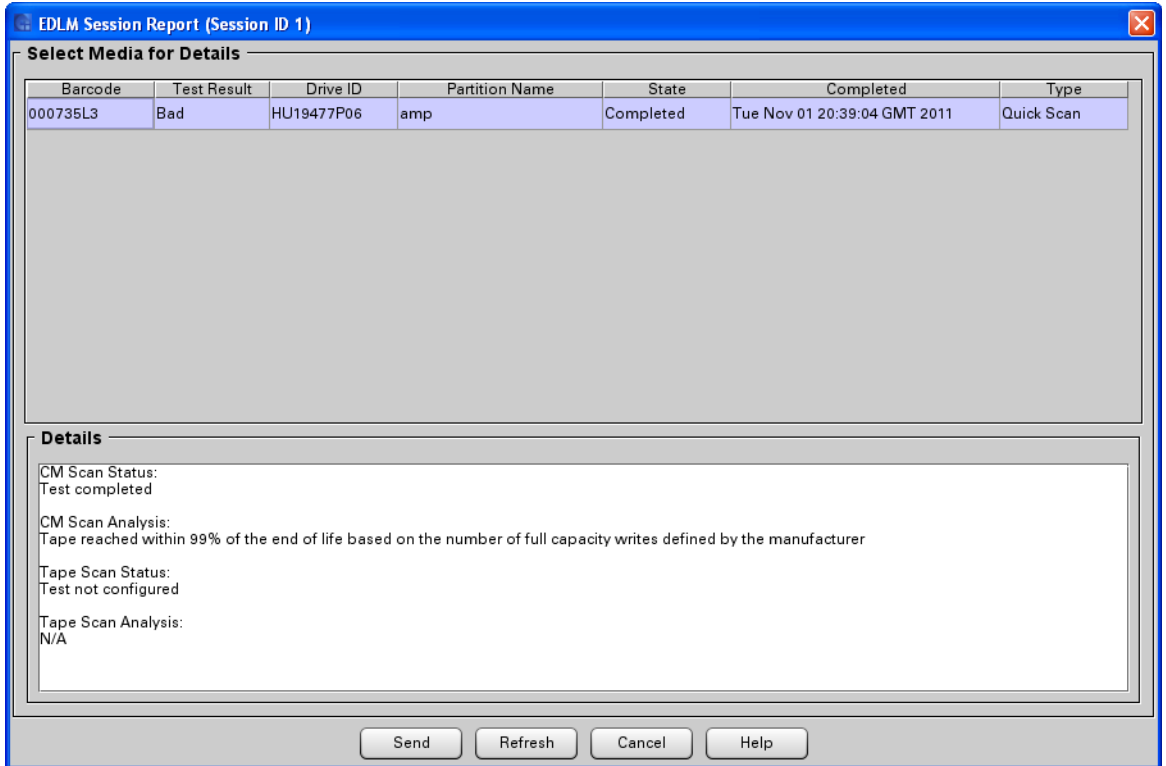 EDLM Session Report (Session ID 1)
Select Media for Details
Barcode Test Result Drive ID Partition Name State Completed Type
000735L3 Bad HU19477P06 amp Completed Tue Nov 01 20:39:04 GMT 2011 Quick Scan
Details
CM Scan Status:
Test completed
CM Scan Analysis:
Tape reached within 99% of the end of life based on the number of full capacity writes defined by the manufacturer
Tape Scan Status:
Test not configured
Tape Scan Analysis:
N/A
Send Refresh Cancel Help